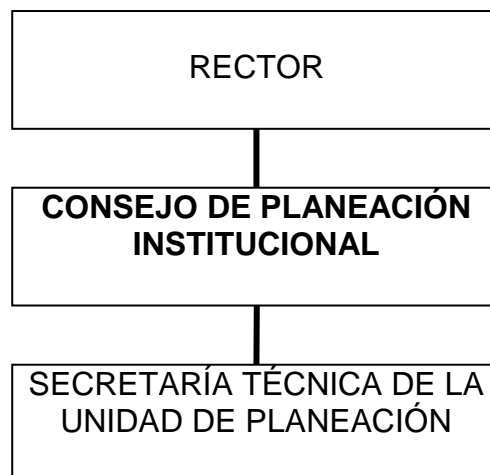 RECTOR
CONSEJO DE PLANEACIÓN
INSTITUCIONAL
SECRETARÍA TÉCNICA DE LA
UNIDAD DE PLANEACIÓN